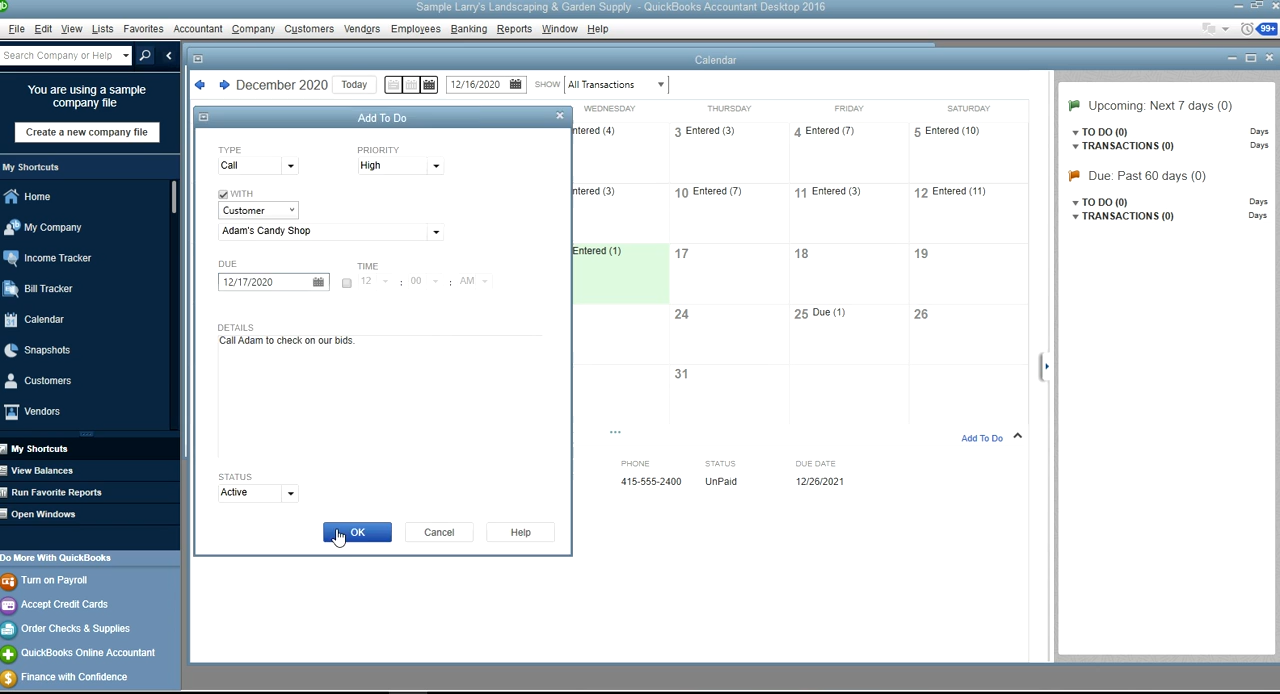 Sample Larry's Landscaping & Garden Supply - QuickBooks Accountant Desktop 2016
File Edit View Lists Favorites Accountant Company Customers Vendors Employees Banking Reports Window Help
99+
Search Company or Help
You are using a sample
company file
Create a new company file
My Shortcuts
Home
My Company
Income Tracker
Bill Tracker
Calendar
Snapshots
Customers
Vendors
My Shortcuts
View Balances
Run Favorite Reports
Open Windows
Do More With QuickBooks
Turn on Payroll
Accept Credit Cards
Order Checks & Supplies
QuickBooks Online Accountant
Finance with Confidence
Calendar
December 2020 Today 12/16/2020 SHOW All Transactions
WEDNESDAY THURSDAY FRIDAY SATURDAY
ntered (4) 3 Entered (3) 4 Entered (7) 5 Entered (10)
ntered (3) 10 Entered (7) 11 Entered (3) 12 Entered (11)
Entered (1) 17 18 19
24 25 Due (1) 26
31
Add To Do
PHONE STATUS DUE DATE
415-555-2400 UnPaid 12/26/2021
Add To Do
TYPE PRIORITY
Call High
WITH
Customer
Adam's Candy Shop
DUE TIME
12/17/2020 12 : 00 : AM
DETAILS
Call Adam to check on our bids.
STATUS
Active
OK Cancel Help
Upcoming: Next 7 days (0)
TO DO (0) Days
TRANSACTIONS (0) Days
Due: Past 60 days (0)
TO DO (0) Days
TRANSACTIONS (0) Days